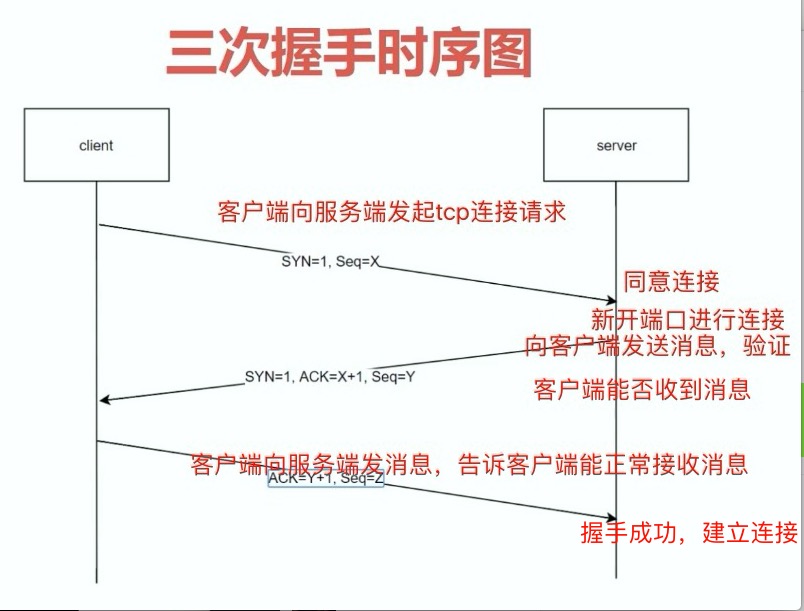 三次握手时序图
client
server
客户端向服务端发起tcp连接请求
SYN=1, Seq=X
同意连接
新开端口进行连接
向客户端发送消息，验证
SYN=1, ACK=X+1, Seq=Y
客户端能否收到消息
客户端向服务端发消息，告诉客户端能正常接收消息
ACK=Y+1, Seq=Z
握手成功，建立连接